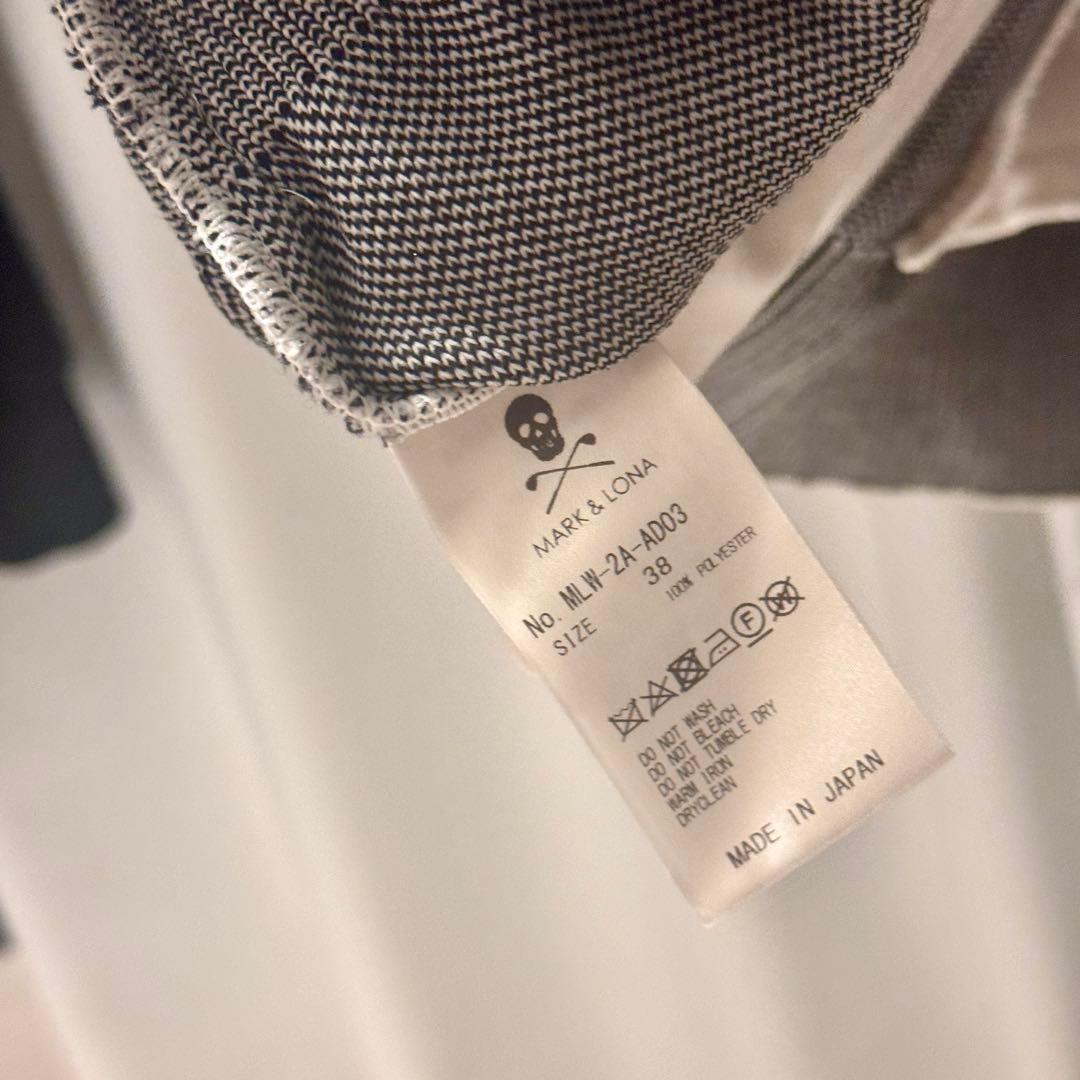 MARK & LONA
No. MLW-2A-AD03
SIZE 38
100% POLYESTER
F W
DO NOT WASH
DO NOT BLEACH
DO NOT TUMBLE DRY
WARM IRON
DRYCLEAN
MADE IN JAPAN